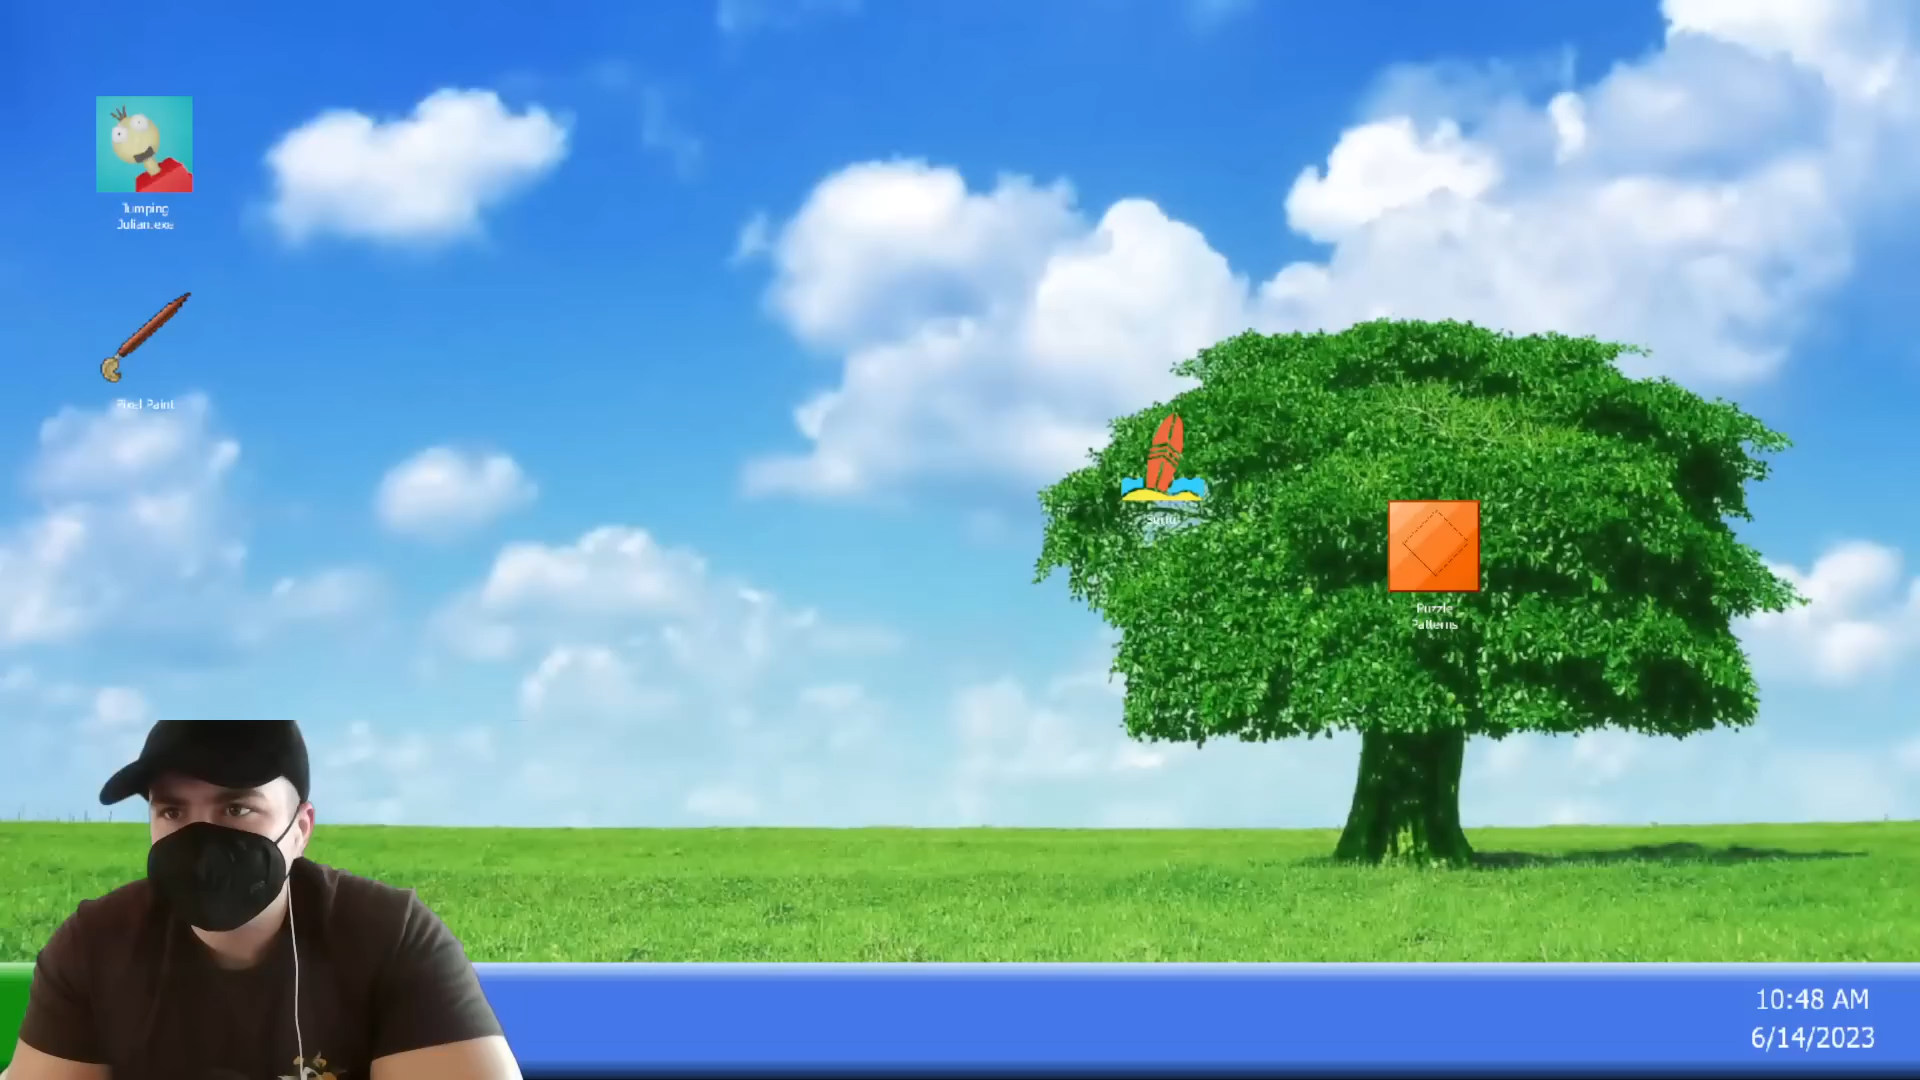 Jumping
Julian.exe
Pixel Paint
Puzzle
Patterns
10:48 AM
6/14/2023